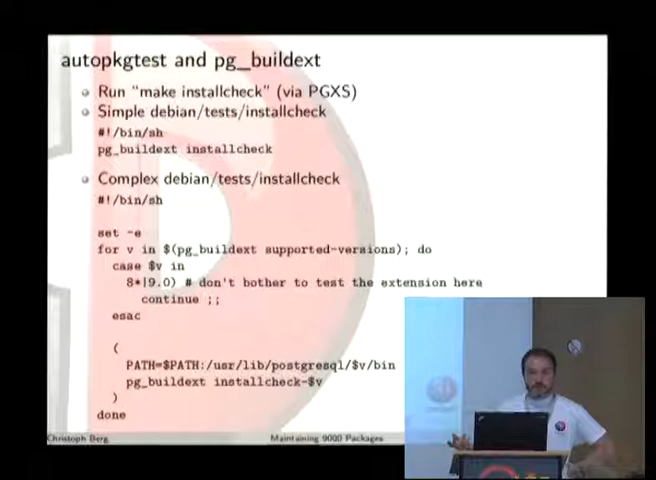 autopkgtest and pg_buildext
Run "make installcheck" (via PGXS)
Simple debian/tests/installcheck
#!/bin/sh
pg_buildext installcheck
Complex debian/tests/installcheck
#!/bin/sh
set -e
for v in $(pg_buildext supported-versions); do
case $v in
8*|9.0) # don't bother to test the extension here
continue ;;
esac
(
PATH=$PATH:/usr/lib/postgresql/$v/bin
pg_buildext installcheck-$v
)
done
Christoph Berg
Maintaining 9000 Packages